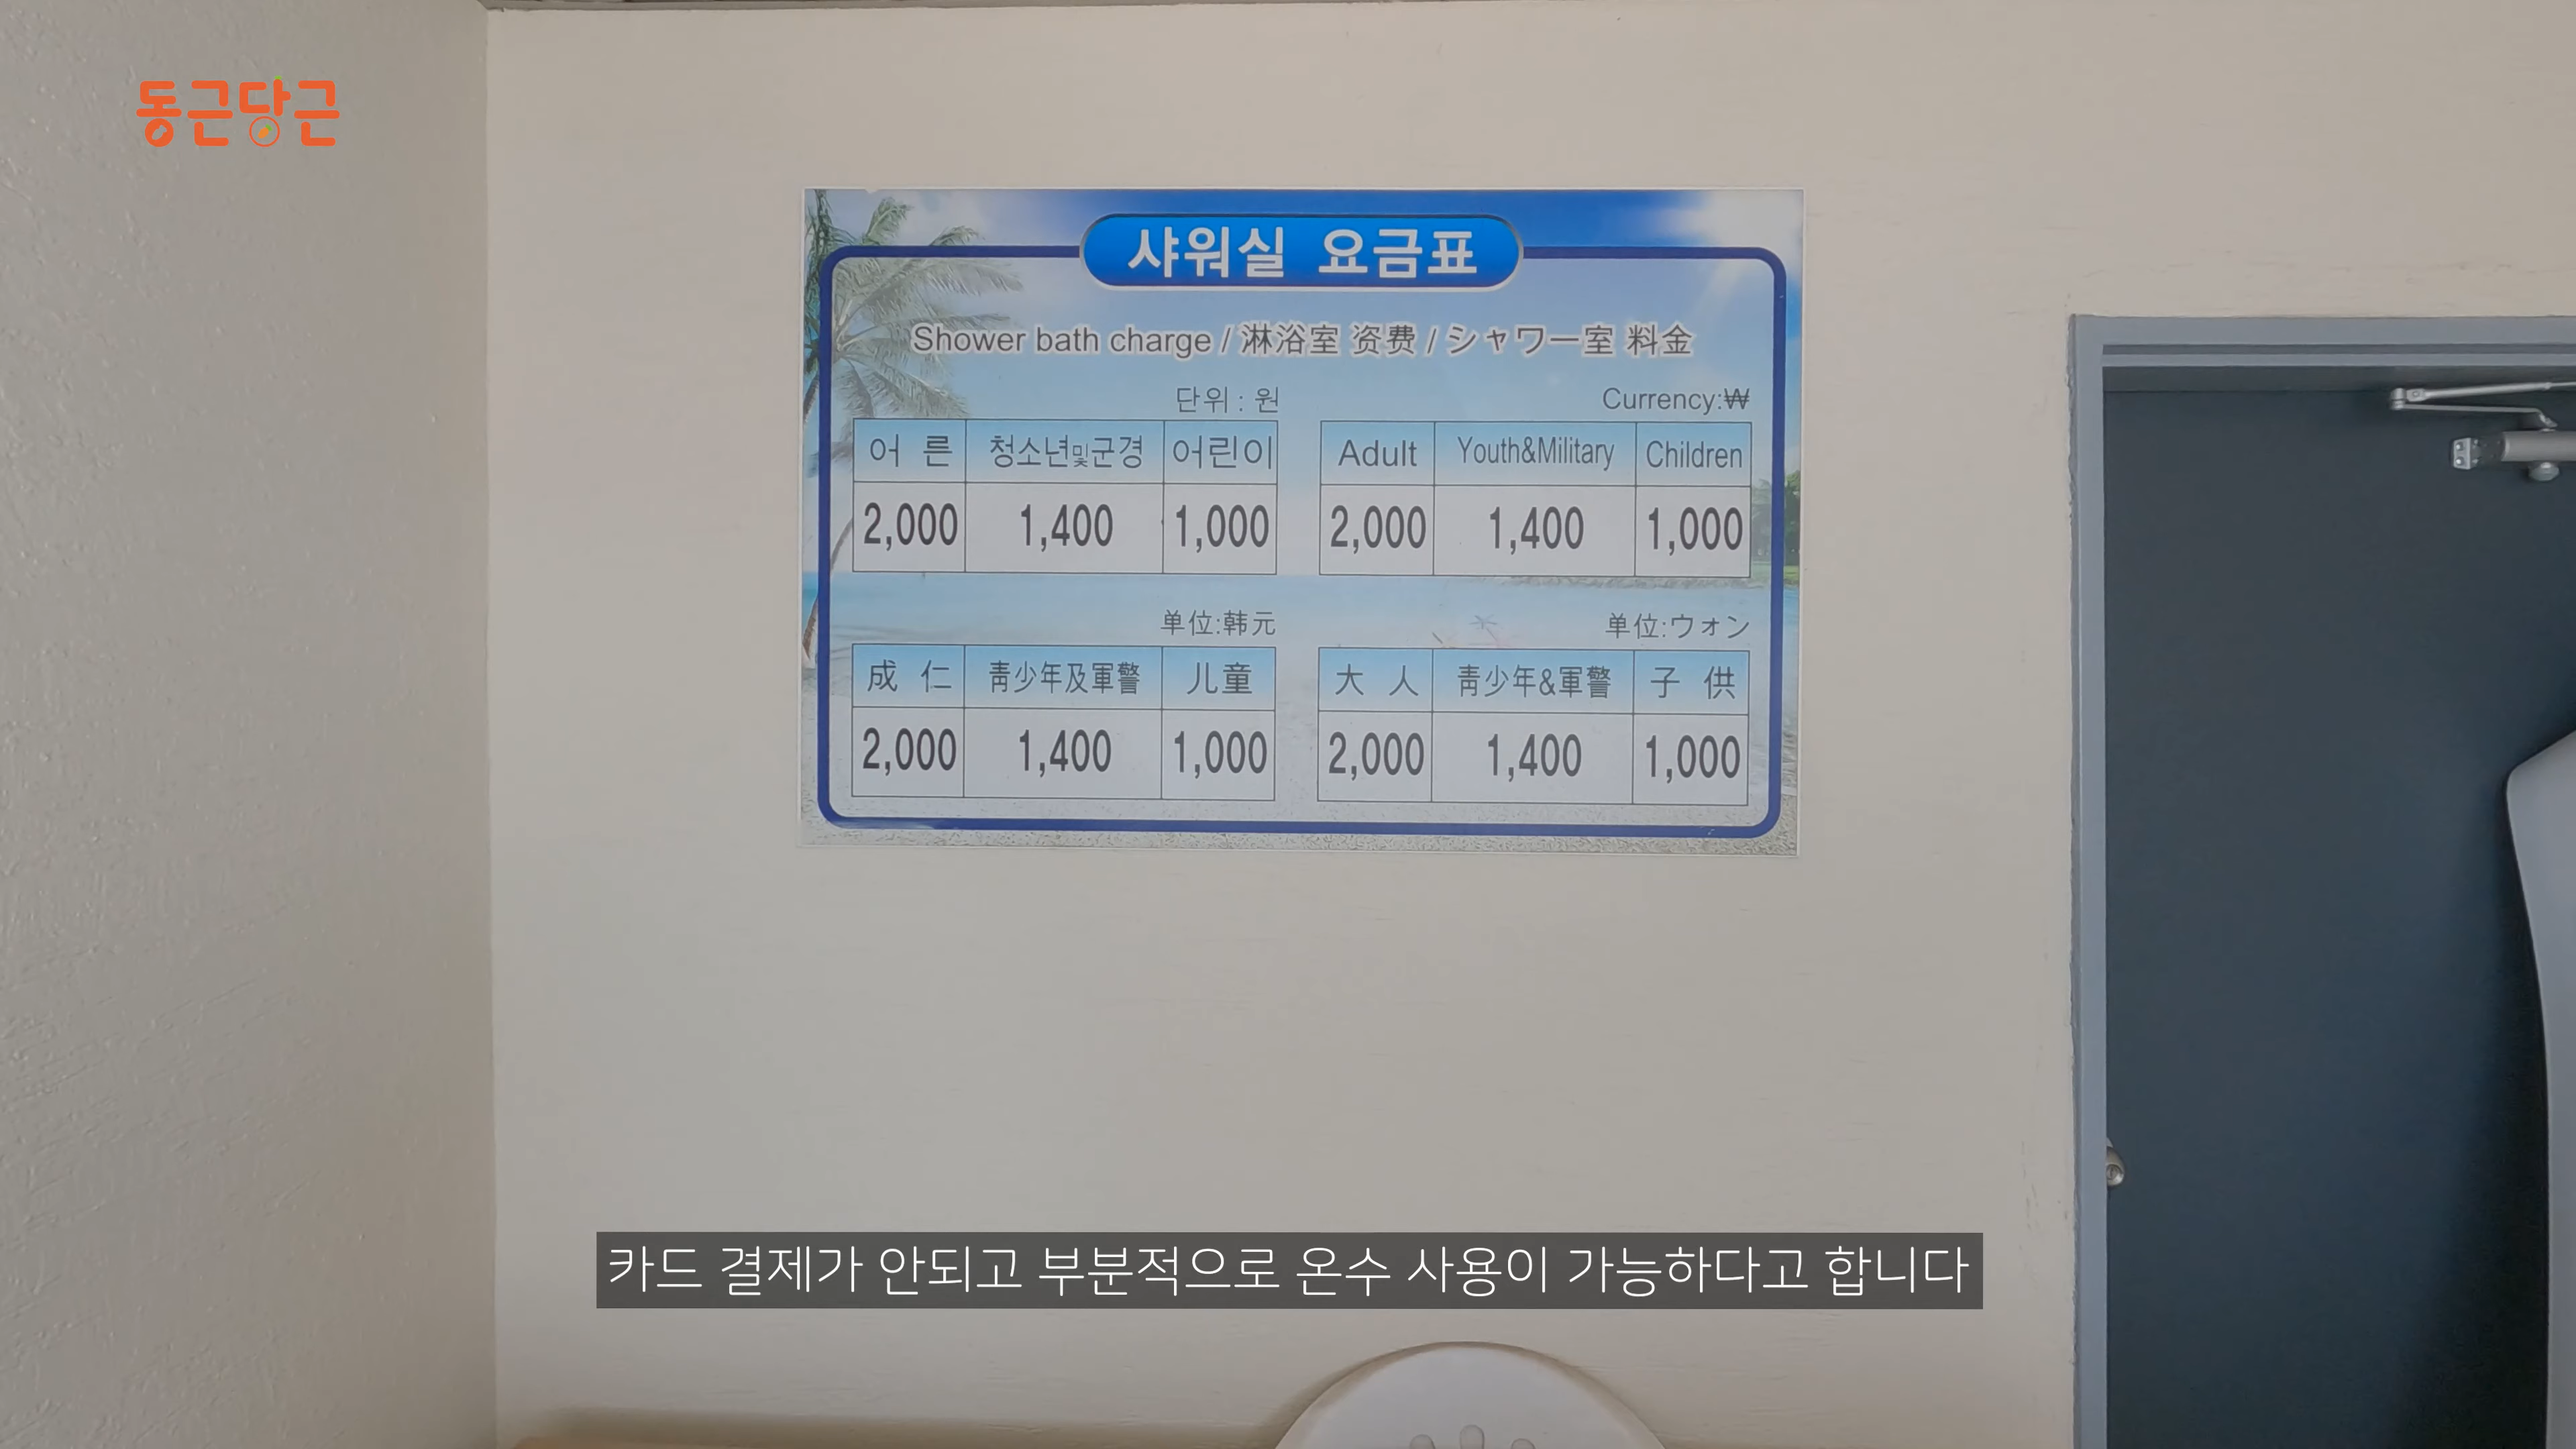 동근당근
샤워실 요금표
Shower bath charge / 淋浴室 资费 / シャワー室 料金
단위 : 원
어 른 청소년및군경 어린이
2,000 1,400 1,000
Currency:₩
Adult Youth&Military Children
2,000 1,400 1,000
单位:韩元
成 仁 靑少年及軍警 儿童
2,000 1,400 1,000
单位:ウォン
大 人 靑少年&軍警 子 供
2,000 1,400 1,000
카드 결제가 안되고 부분적으로 온수 사용이 가능하다고 합니다